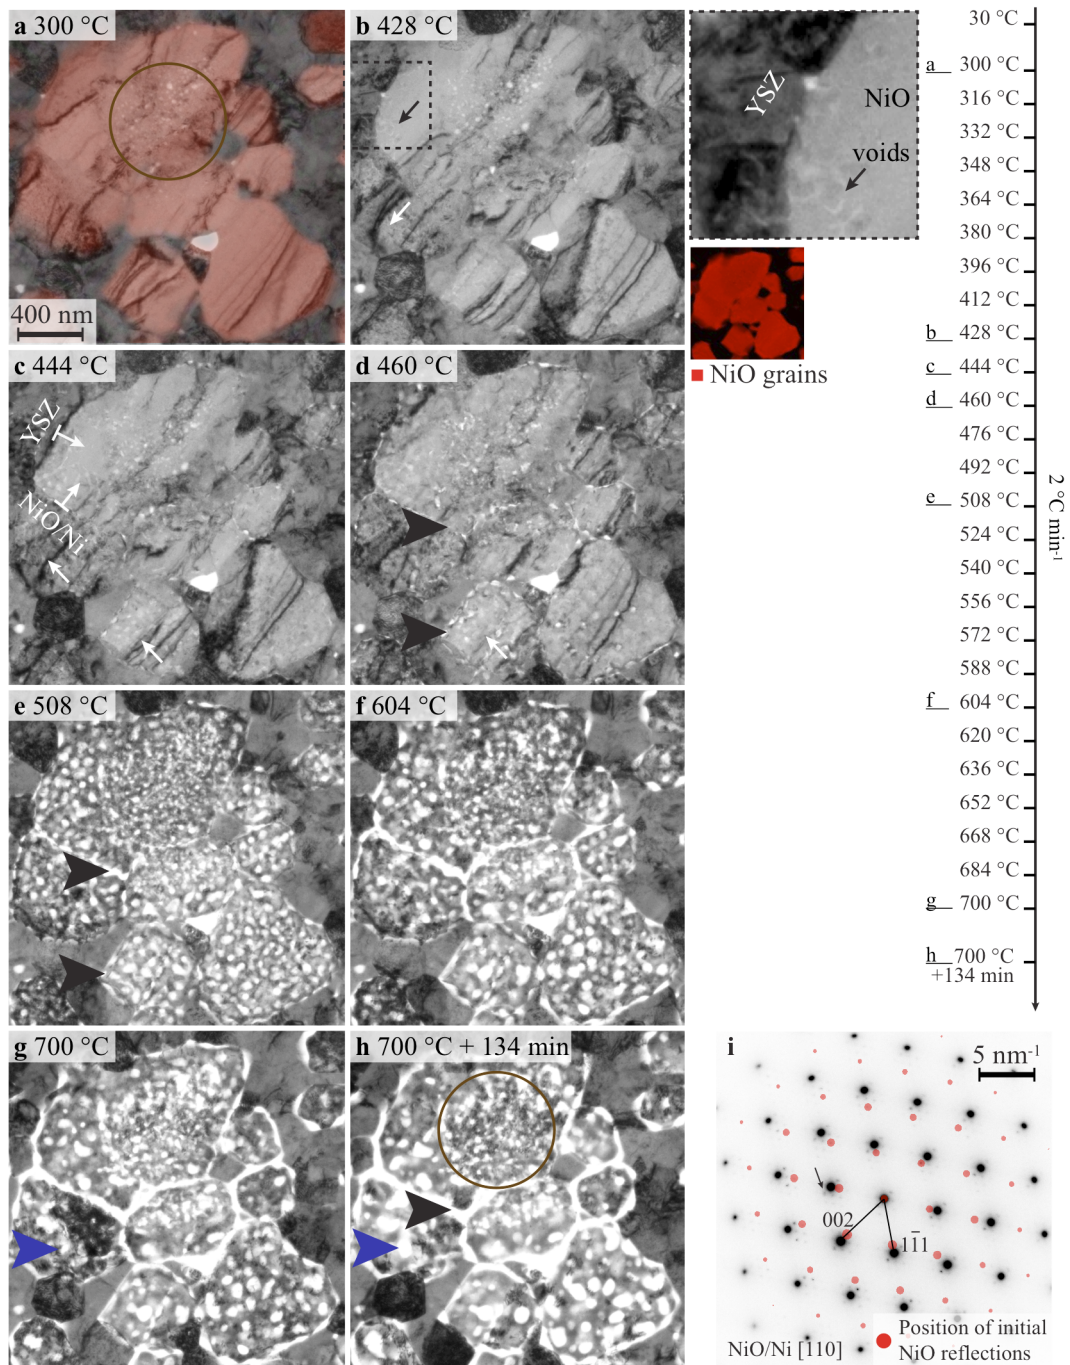 a 300 °C
400 nm
b 428 °C
YSZ
NiO
voids
NiO grains
c 444 °C
YSZ
NiO/Ni
d 460 °C
e 508 °C
f 604 °C
g 700 °C
h 700 °C + 134 min
30 °C
a 300 °C
316 °C
332 °C
348 °C
364 °C
380 °C
396 °C
412 °C
b 428 °C
c 444 °C
d 460 °C
476 °C
492 °C
e 508 °C
524 °C
540 °C
556 °C
572 °C
588 °C
f 604 °C
620 °C
636 °C
652 °C
668 °C
684 °C
g 700 °C
h 700 °C
+134 min
2 °C min⁻¹
i
5 nm⁻¹
002
11̄1
NiO/Ni [110]
Position of initial
NiO reflections